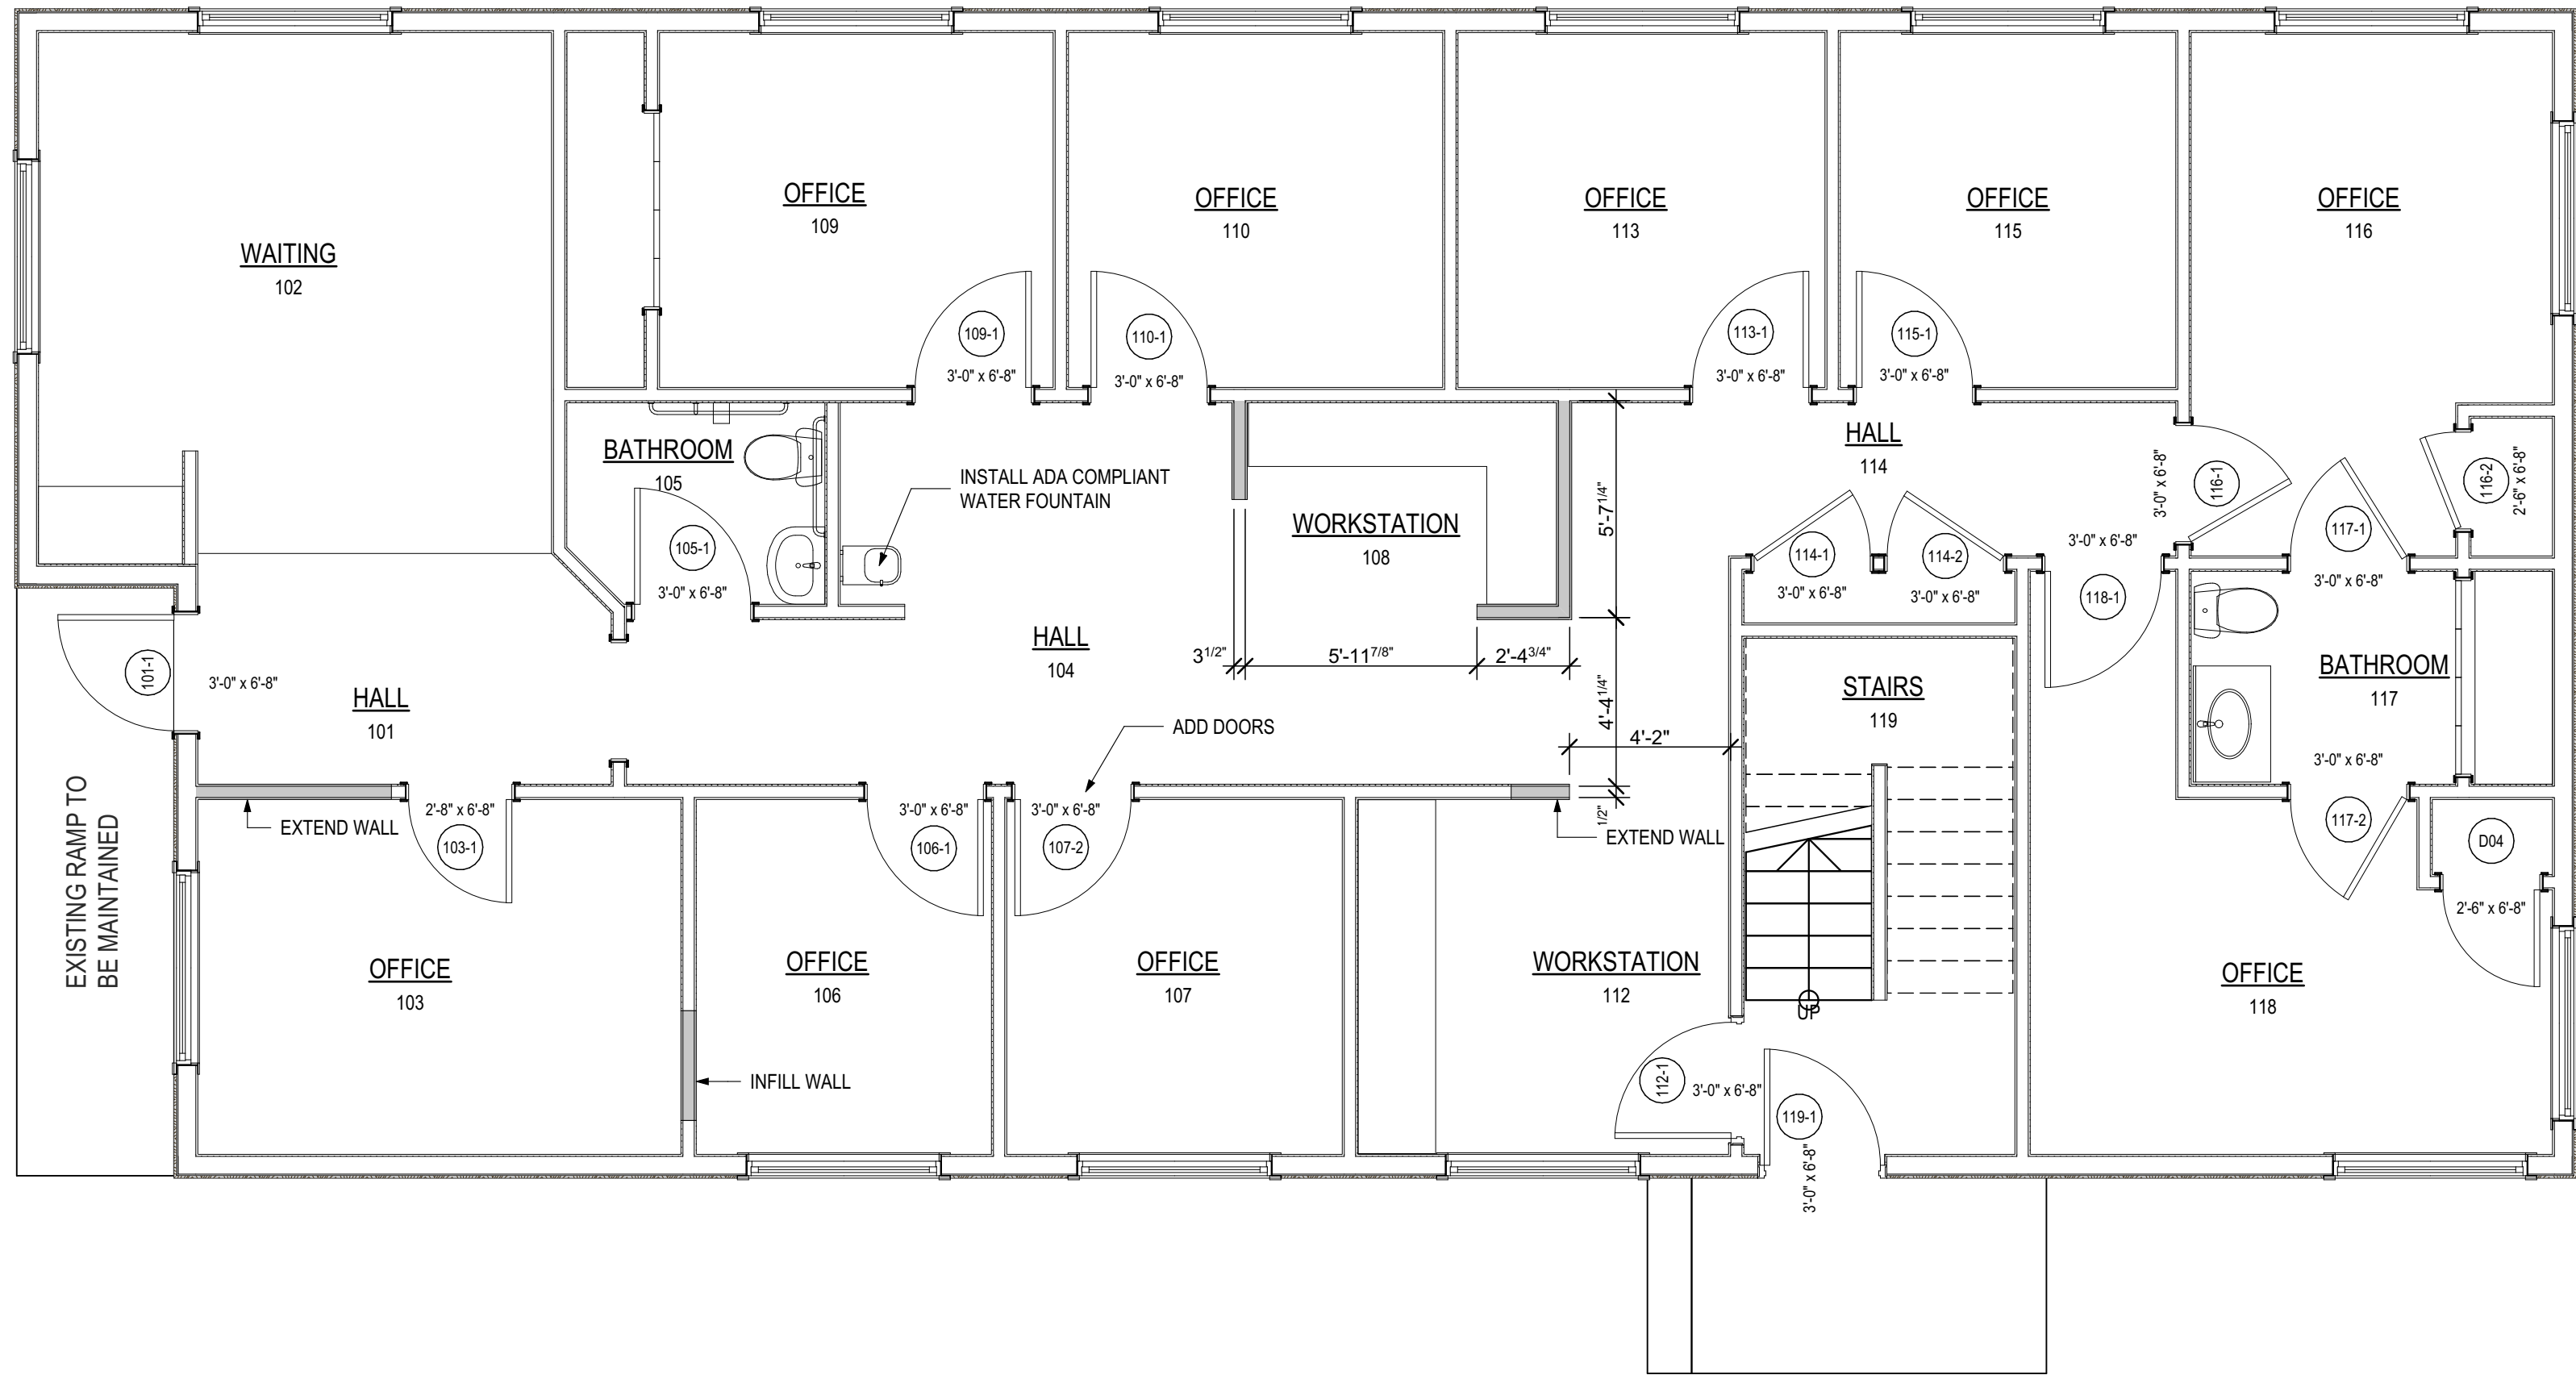 OFFICE
109
OFFICE
110
OFFICE
113
OFFICE
115
OFFICE
116
WAITING
102
109-1
3'-0" x 6'-8"
110-1
3'-0" x 6'-8"
113-1
3'-0" x 6'-8"
115-1
3'-0" x 6'-8"
BATHROOM
105
105-1
3'-0" x 6'-8"
INSTALL ADA COMPLIANT
WATER FOUNTAIN
WORKSTATION
108
5'-7 1/4"
HALL
114
114-1
3'-0" x 6'-8"
114-2
3'-0" x 6'-8"
3'-0" x 6'-8"
116-1
116-2
2'-6" x 6'-8"
117-1
3'-0" x 6'-8"
3'-0" x 6'-8"
118-1
101-1
3'-0" x 6'-8"
HALL
101
HALL
104
3 1/2"
5'-11 7/8"
2'-4 3/4"
4'-4 1/4"
4'-2"
1/2"
STAIRS
119
BATHROOM
117
3'-0" x 6'-8"
117-2
ADD DOORS
EXISTING RAMP TO
BE MAINTAINED
EXTEND WALL
2'-8" x 6'-8"
103-1
3'-0" x 6'-8"
106-1
3'-0" x 6'-8"
107-2
EXTEND WALL
D04
2'-6" x 6'-8"
OFFICE
103
OFFICE
106
OFFICE
107
WORKSTATION
112
UP
OFFICE
118
INFILL WALL
112-1
3'-0" x 6'-8"
119-1
3'-0" x 6'-8"